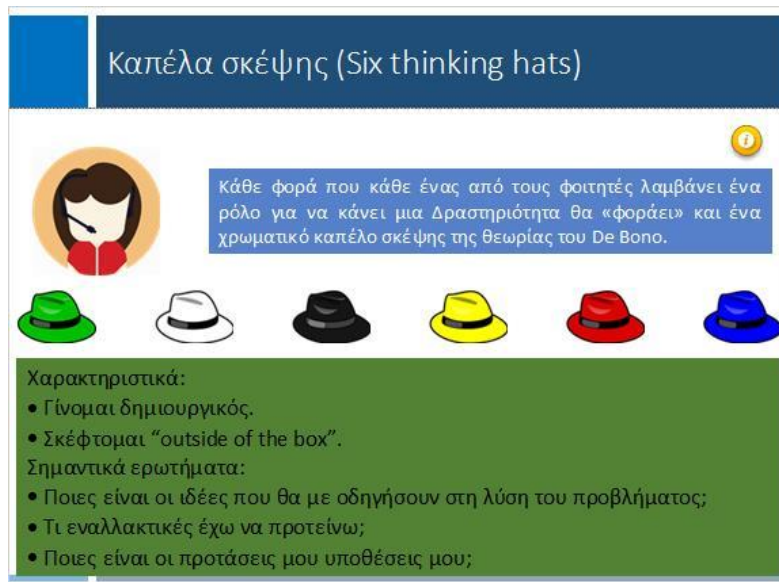 Καπέλα σκέψης (Six thinking hats)
Κάθε φορά που κάθε ένας από τους φοιτητές λαμβάνει ένα
ρόλο για να κάνει μια Δραστηριότητα θα «φοράει» και ένα
χρωματικό καπέλο σκέψης της θεωρίας του De Bono.
Χαρακτηριστικά:
• Γίνομαι δημιουργικός.
• Σκέφτομαι “outside of the box”.
Σημαντικά ερωτήματα:
• Ποιες είναι οι ιδέες που θα με οδηγήσουν στη λύση του προβλήματος;
• Τι εναλλακτικές έχω να προτείνω;
• Ποιες είναι οι προτάσεις μου υποθέσεις μου;